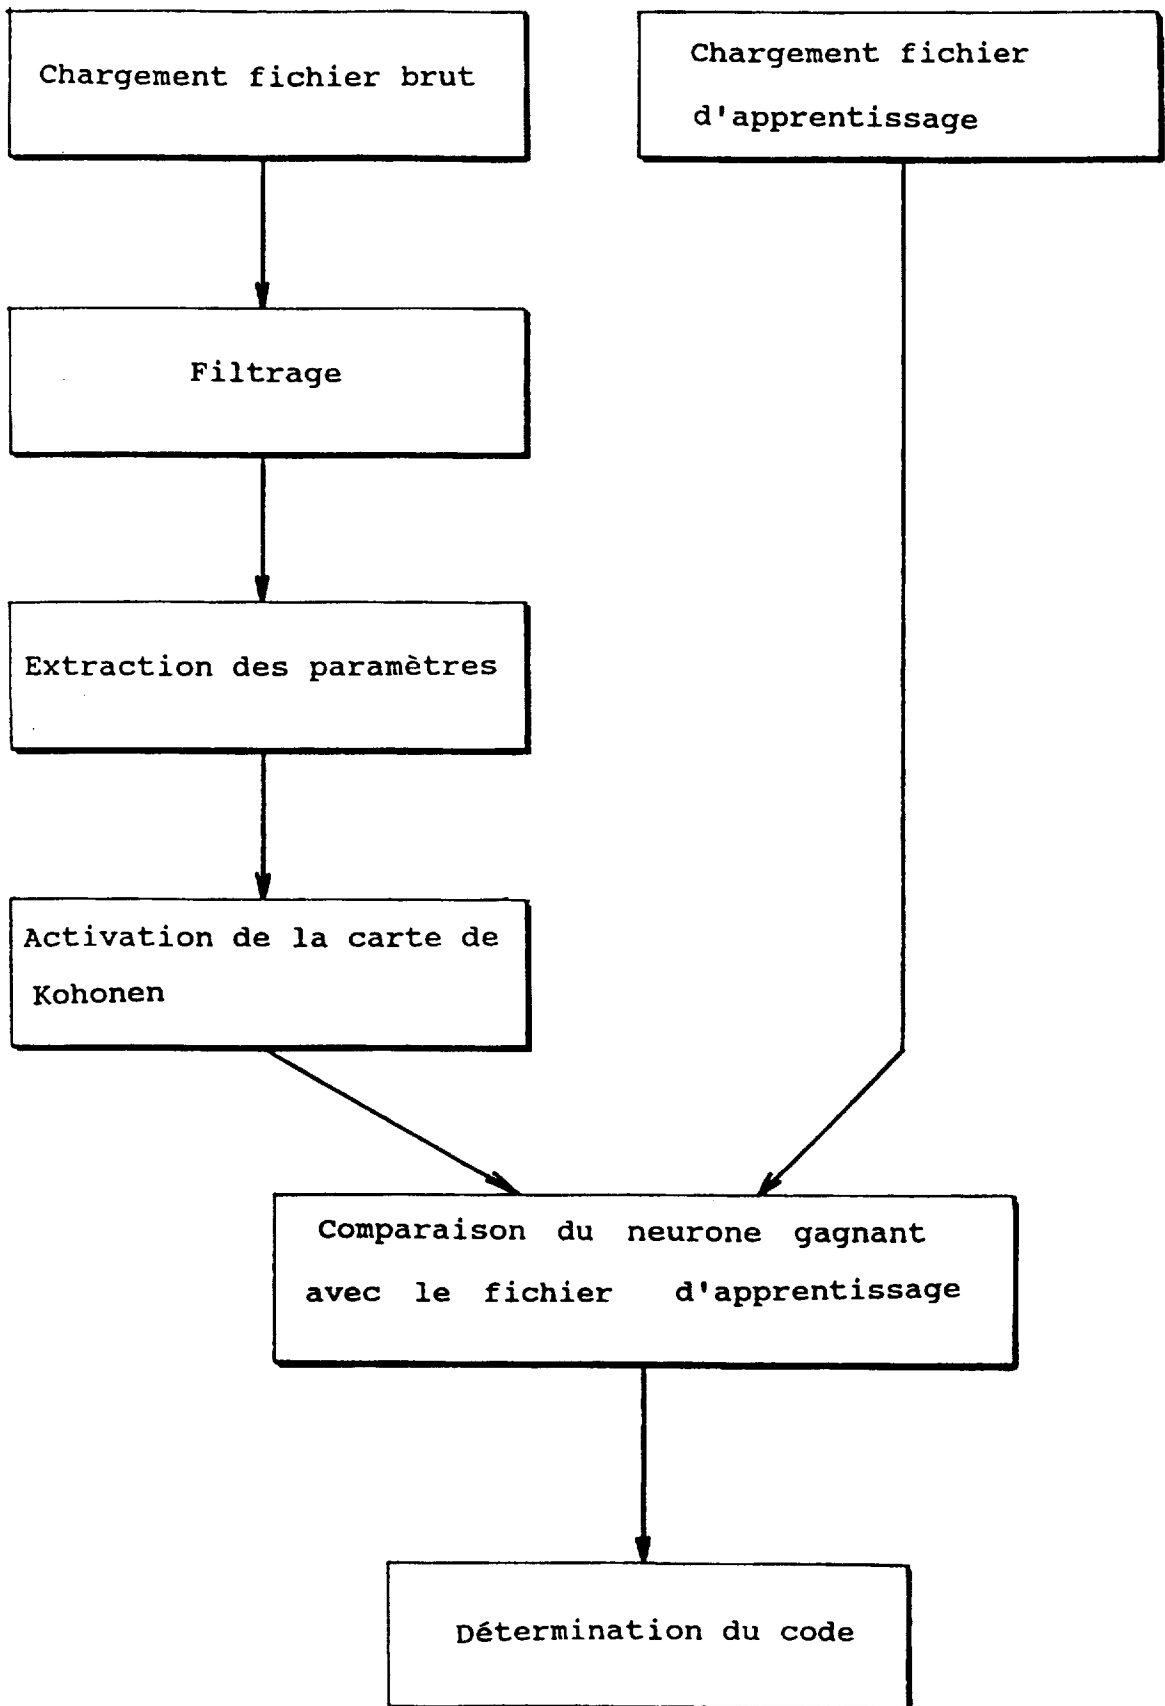 Chargement fichier brut
Chargement fichier
d'apprentissage
Filtrage
Extraction des paramètres
Activation de la carte de
Kohonen
Comparaison du neurone gagnant
avec le fichier d'apprentissage
Détermination du code